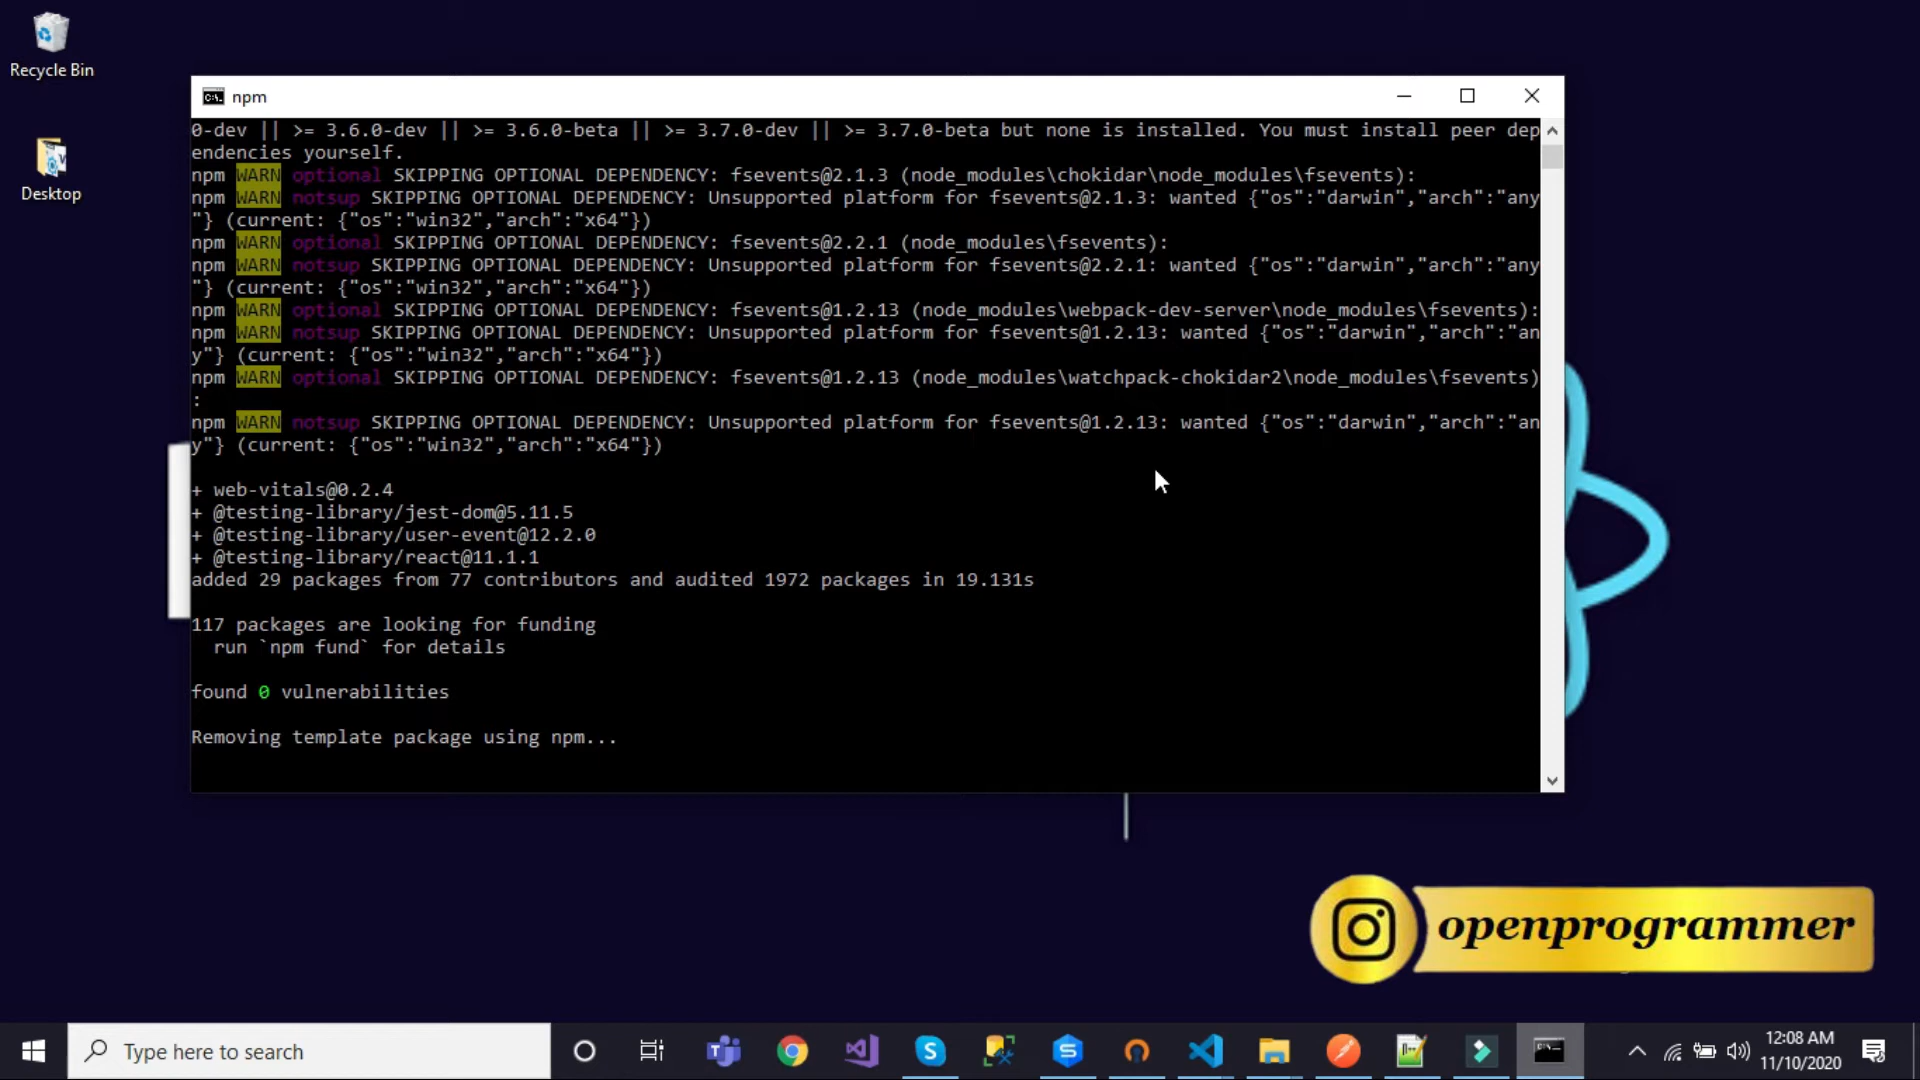 Recycle Bin
Desktop
npm
0-dev || >= 3.6.0-dev || >= 3.6.0-beta || >= 3.7.0-dev || >= 3.7.0-beta but none is installed. You must install peer dep
endencies yourself.
npm WARN optional SKIPPING OPTIONAL DEPENDENCY: fsevents@2.1.3 (node_modules\chokidar\node_modules\fsevents):
npm WARN notsup SKIPPING OPTIONAL DEPENDENCY: Unsupported platform for fsevents@2.1.3: wanted {"os":"darwin","arch":"any
"} (current: {"os":"win32","arch":"x64"})
npm WARN optional SKIPPING OPTIONAL DEPENDENCY: fsevents@2.2.1 (node_modules\fsevents):
npm WARN notsup SKIPPING OPTIONAL DEPENDENCY: Unsupported platform for fsevents@2.2.1: wanted {"os":"darwin","arch":"any
"} (current: {"os":"win32","arch":"x64"})
npm WARN optional SKIPPING OPTIONAL DEPENDENCY: fsevents@1.2.13 (node_modules\webpack-dev-server\node_modules\fsevents):
npm WARN notsup SKIPPING OPTIONAL DEPENDENCY: Unsupported platform for fsevents@1.2.13: wanted {"os":"darwin","arch":"an
y"} (current: {"os":"win32","arch":"x64"})
npm WARN optional SKIPPING OPTIONAL DEPENDENCY: fsevents@1.2.13 (node_modules\watchpack-chokidar2\node_modules\fsevents)
:
npm WARN notsup SKIPPING OPTIONAL DEPENDENCY: Unsupported platform for fsevents@1.2.13: wanted {"os":"darwin","arch":"an
y"} (current: {"os":"win32","arch":"x64"})
+ web-vitals@0.2.4
+ @testing-library/jest-dom@5.11.5
+ @testing-library/user-event@12.2.0
+ @testing-library/react@11.1.1
added 29 packages from 77 contributors and audited 1972 packages in 19.131s
117 packages are looking for funding
run `npm fund` for details
found 0 vulnerabilities
Removing template package using npm...
openprogrammer
Type here to search
12:08 AM
11/10/2020